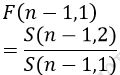 F(n − 1,1)
= S(n − 1,2) / S(n − 1,1)